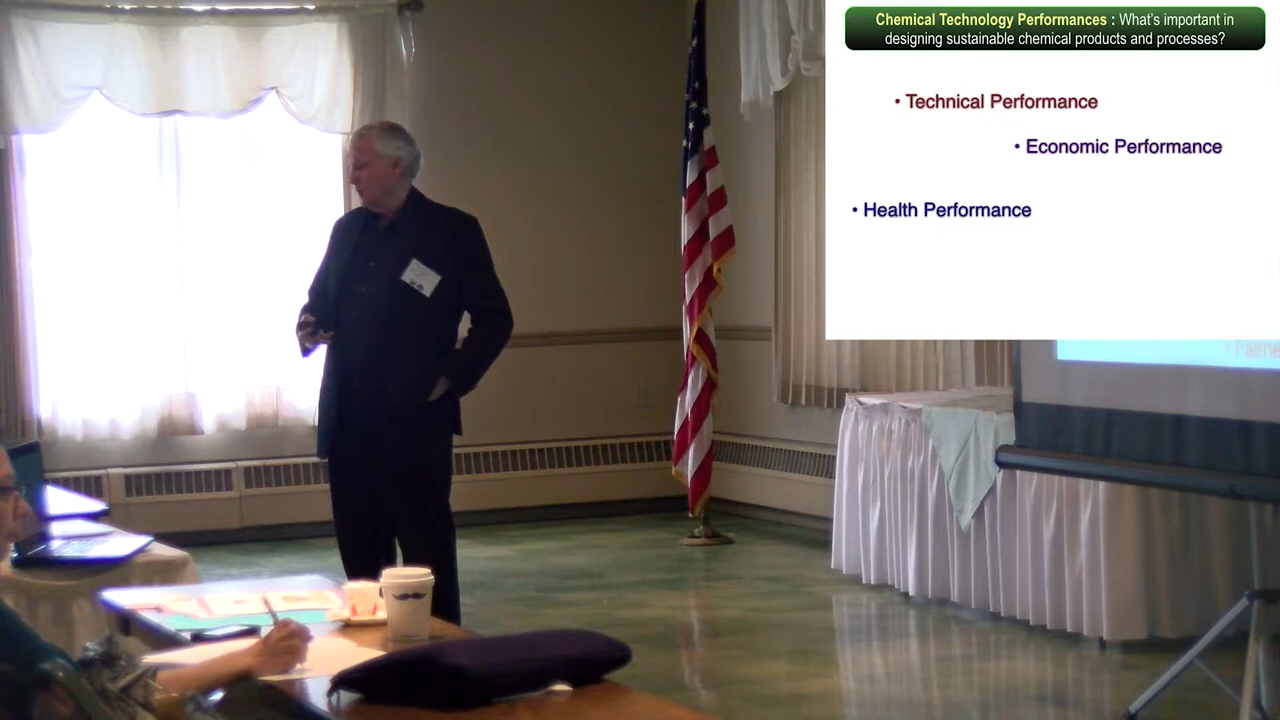 Chemical Technology Performances : What's important in
designing sustainable chemical products and processes?
• Technical Performance
• Economic Performance
• Health Performance